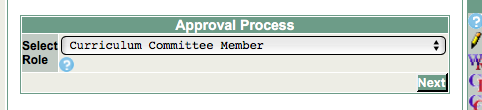 Approval Process
Select Role
Curriculum Committee Member
?
Next
?